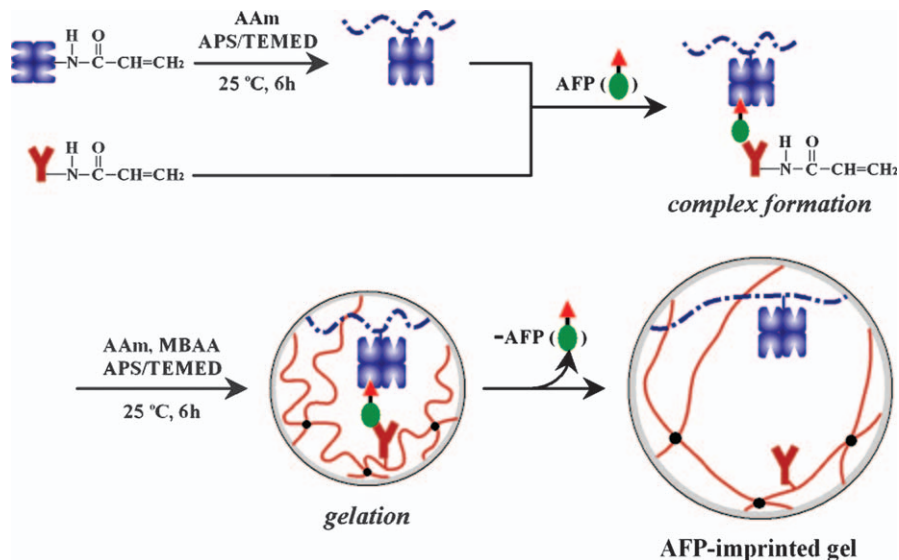 AAm
APS/TEMED
25 °C, 6h
H
N
O
C
CH=CH₂
AFP (
)
H
N
O
C
CH=CH₂
H
N
O
C
CH=CH₂
complex formation
AAm, MBAA
APS/TEMED
25 °C, 6h
-AFP (
)
gelation
AFP-imprinted gel